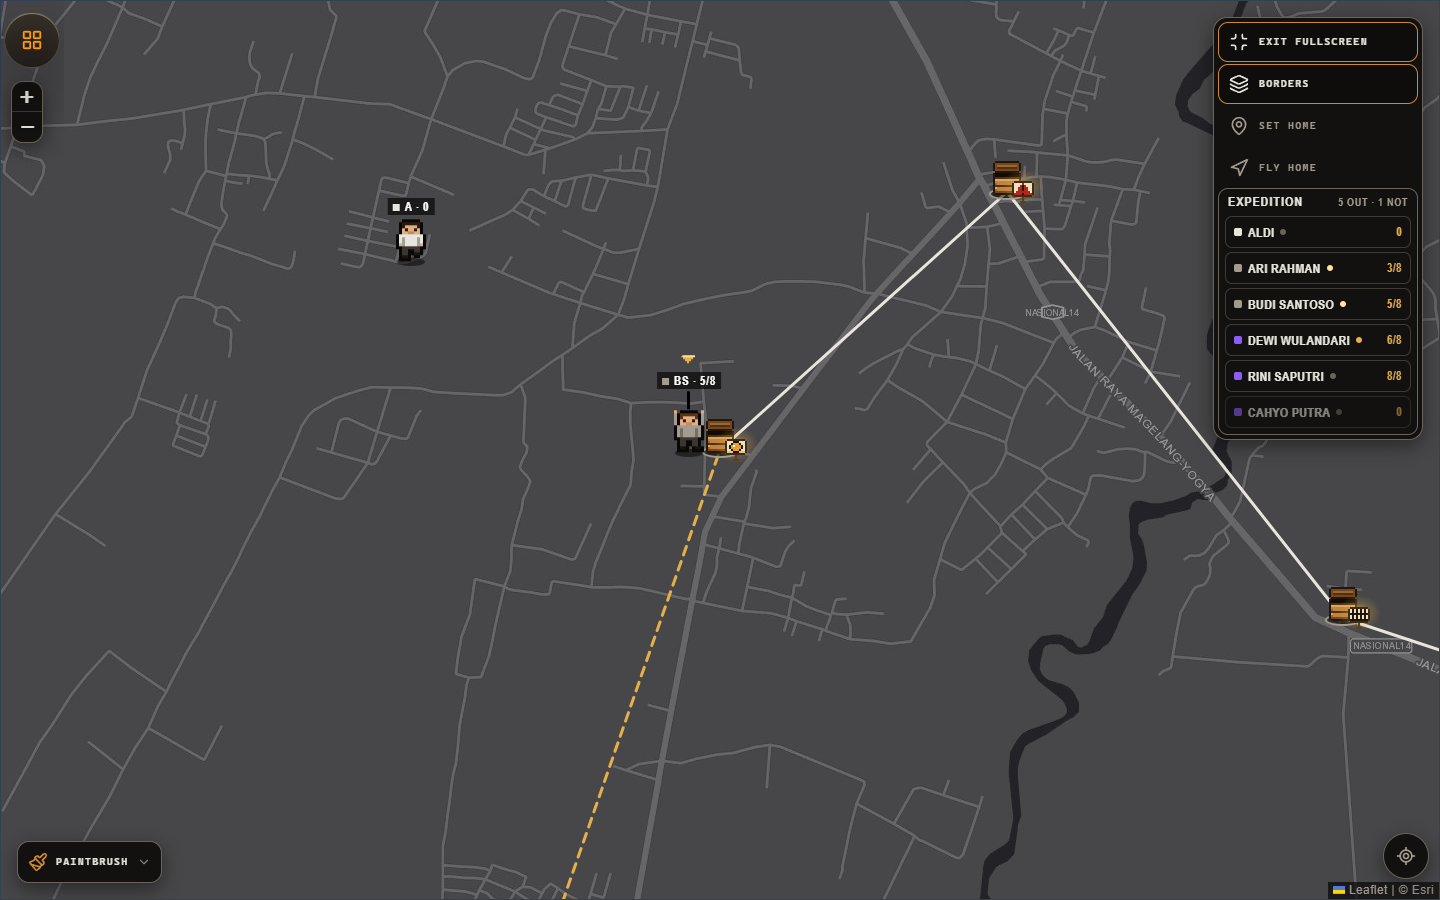 EXIT FULLSCREEN
BORDERS
SET HOME
FLY HOME
EXPEDITION 5 OUT · 1 NOT
ALDI 0
ARI RAHMAN 3/8
BUDI SANTOSO 5/8
DEWI WULANDARI 6/8
RINI SAPUTRI 8/8
CAHYO PUTRA 0
+
−
A · 0
BS · 5/8
NASIONAL14
JALAN RAYA MAGELANG-YOGYA
NASIONAL14
JAL
PAINTBRUSH
Leaflet | © Esri